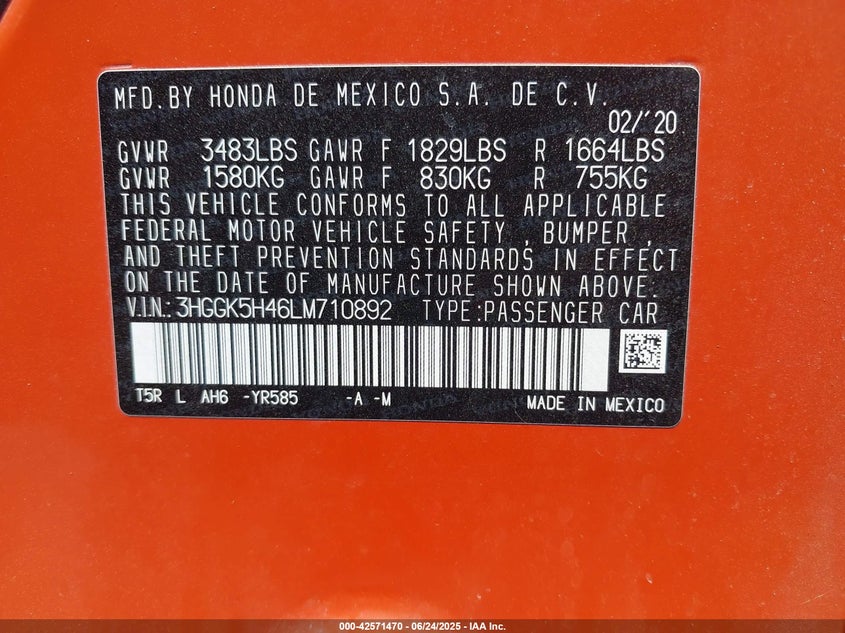 MFD.BY HONDA DE MEXICO S.A. DE C.V.
02/'20
GVWR 3483LBS GAWR F 1829LBS R 1664LBS
GVWR 1580KG GAWR F 830KG R 755KG
THIS VEHICLE CONFORMS TO ALL APPLICABLE
FEDERAL MOTOR VEHICLE SAFETY , BUMPER ,
AND THEFT PREVENTION STANDARDS IN EFFECT
ON THE DATE OF MANUFACTURE SHOWN ABOVE.
V.I.N.:3HGGK5H46LM710892 TYPE:PASSENGER CAR
T5R L AH6 -YR585 -A -M MADE IN MEXICO
000-42571470 - 06/24/2025 - IAA Inc.